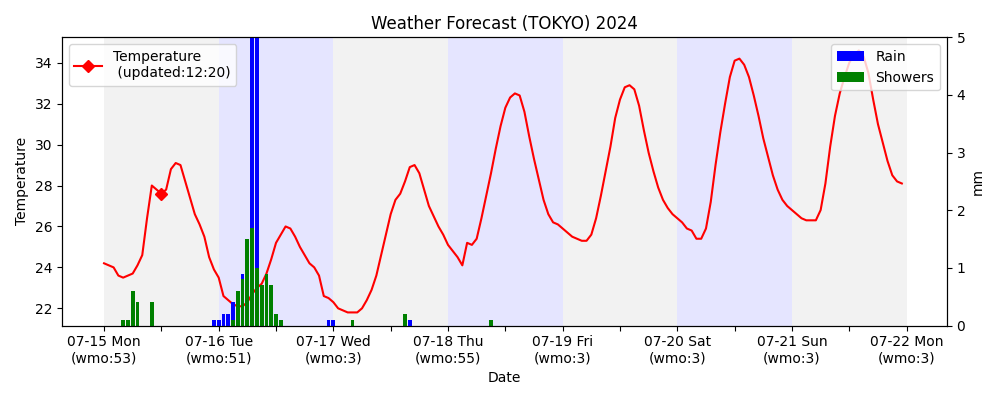 Weather Forecast (TOKYO) 2024
Temperature
(updated:12:20)
Rain
Showers
34
32
30
28
26
24
22
Temperature
5
4
3
2
1
0
mm
07-15 Mon
(wmo:53)
07-16 Tue
(wmo:51)
07-17 Wed
(wmo:3)
07-18 Thu
(wmo:55)
07-19 Fri
(wmo:3)
07-20 Sat
(wmo:3)
07-21 Sun
(wmo:3)
07-22 Mon
(wmo:3)
Date